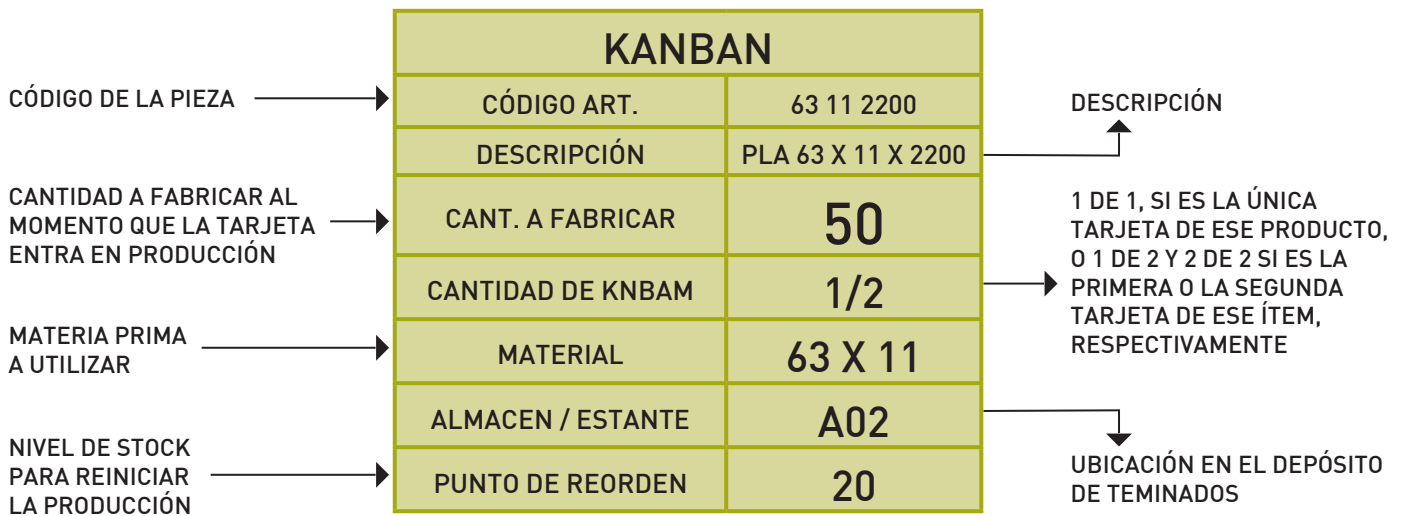 KANBAN
CÓDIGO DE LA PIEZA
CÓDIGO ART.
63 11 2200
DESCRIPCIÓN
DESCRIPCIÓN
PLA 63 X 11 X 2200
CANTIDAD A FABRICAR AL
MOMENTO QUE LA TARJETA
ENTRA EN PRODUCCIÓN
CANT. A FABRICAR
50
1 DE 1, SI ES LA ÚNICA
TARJETA DE ESE PRODUCTO,
O 1 DE 2 Y 2 DE 2 SI ES LA
PRIMERA O LA SEGUNDA
TARJETA DE ESE ÍTEM,
RESPECTIVAMENTE
CANTIDAD DE KNBAM
1/2
MATERIA PRIMA
A UTILIZAR
MATERIAL
63 X 11
ALMACEN / ESTANTE
A02
NIVEL DE STOCK
PARA REINICIAR
LA PRODUCCIÓN
PUNTO DE REORDEN
20
UBICACIÓN EN EL DEPÓSITO
DE TEMINADOS